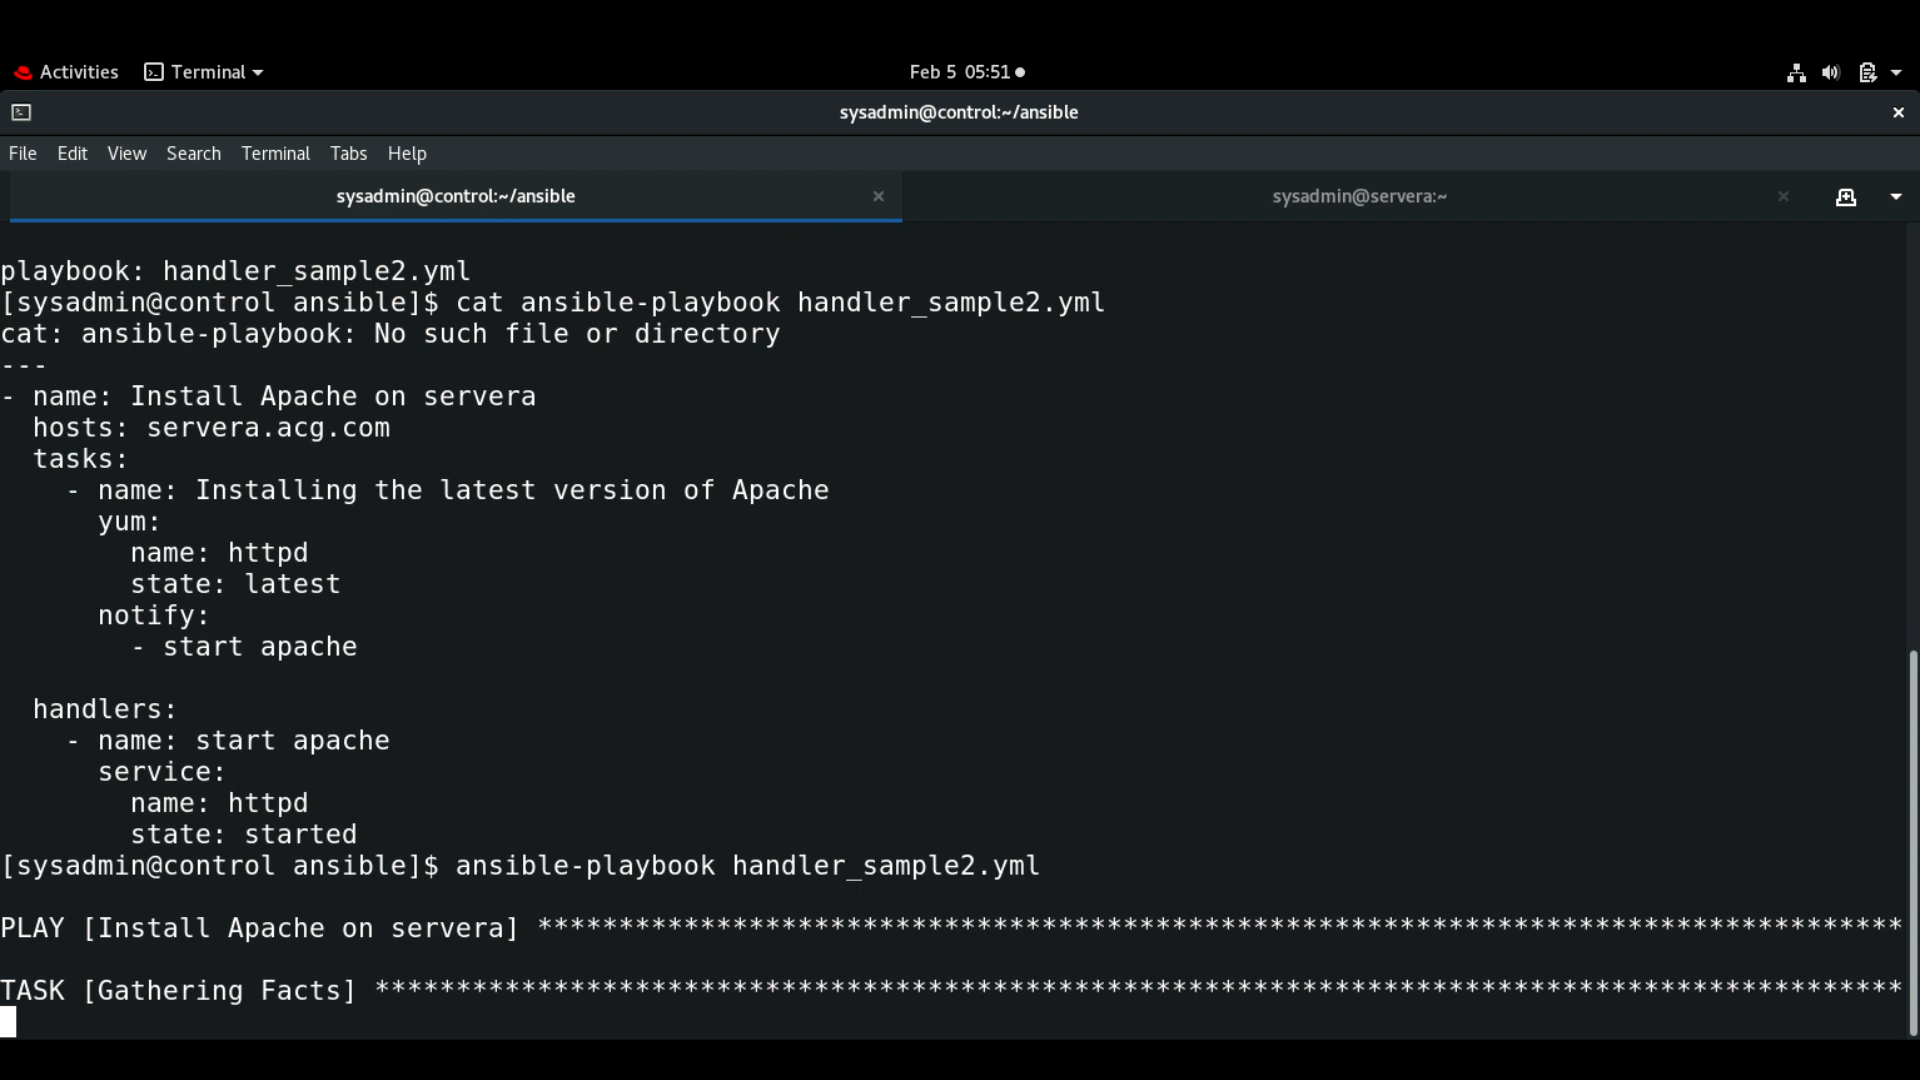 Activities Terminal Feb 5 05:51
sysadmin@control:~/ansible
File Edit View Search Terminal Tabs Help
sysadmin@control:~/ansible sysadmin@servera:~
playbook: handler_sample2.yml
[sysadmin@control ansible]$ cat ansible-playbook handler_sample2.yml
cat: ansible-playbook: No such file or directory
---
- name: Install Apache on servera
  hosts: servera.acg.com
  tasks:
    - name: Installing the latest version of Apache
      yum:
        name: httpd
        state: latest
      notify:
        - start apache

  handlers:
    - name: start apache
      service:
        name: httpd
        state: started
[sysadmin@control ansible]$ ansible-playbook handler_sample2.yml

PLAY [Install Apache on servera] ************************************************************************************

TASK [Gathering Facts] **********************************************************************************************